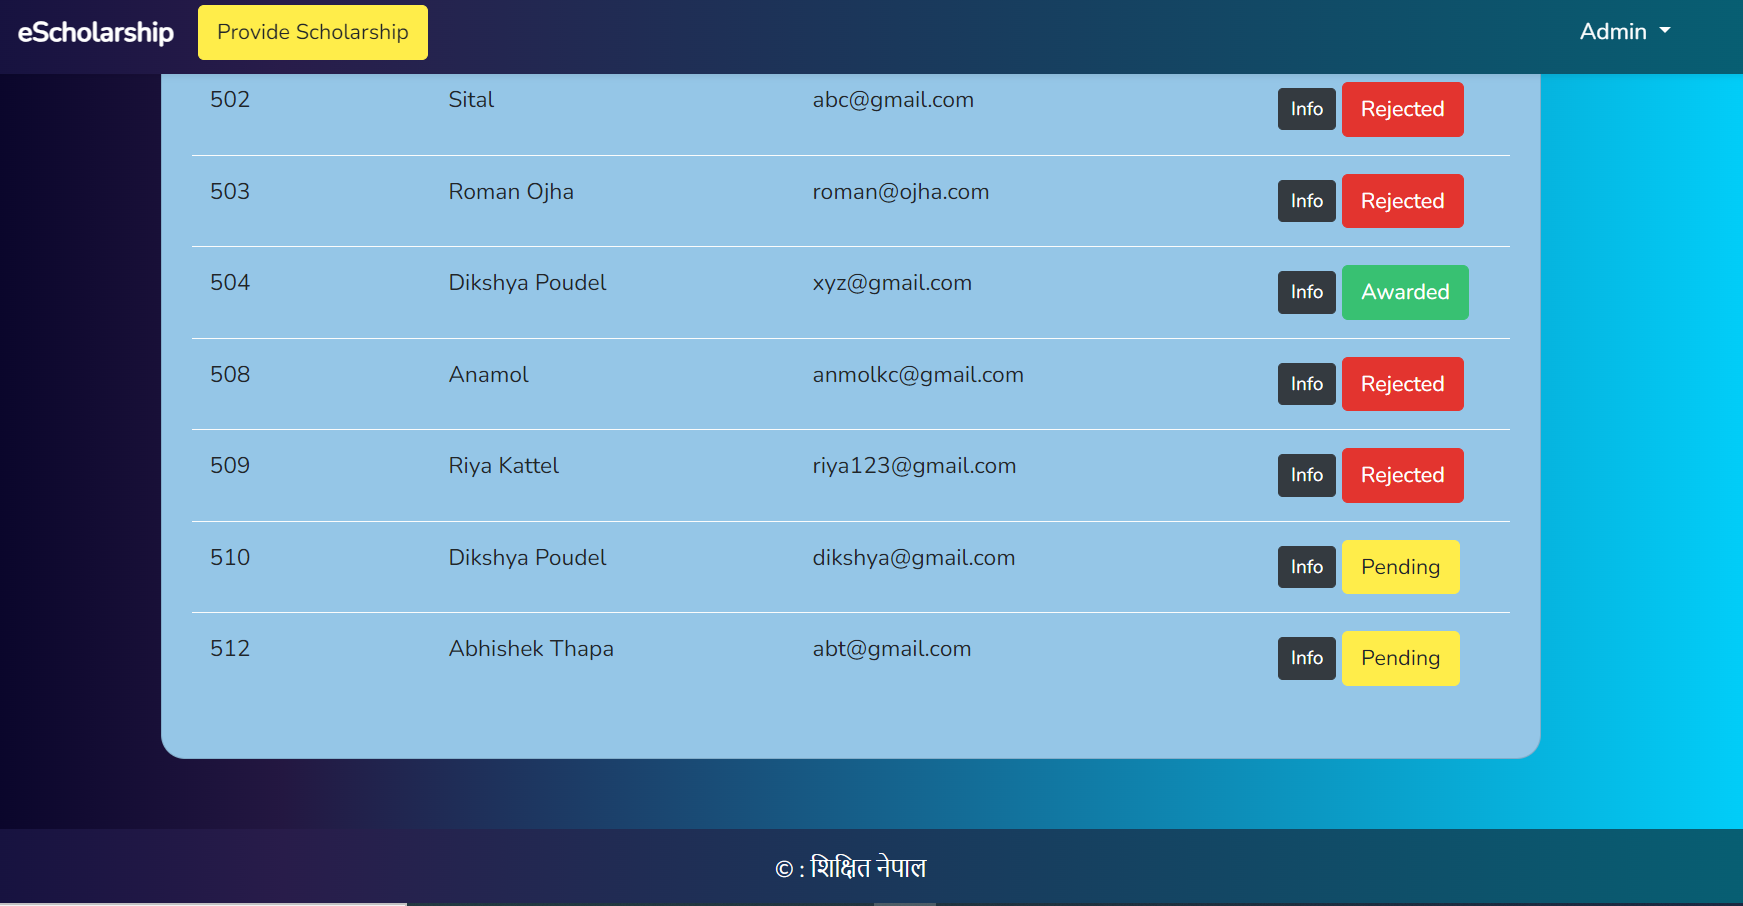 eScholarship Provide Scholarship Admin
502 Sital abc@gmail.com Info Rejected
503 Roman Ojha roman@ojha.com Info Rejected
504 Dikshya Poudel xyz@gmail.com Info Awarded
508 Anamol anmolkc@gmail.com Info Rejected
509 Riya Kattel riya123@gmail.com Info Rejected
510 Dikshya Poudel dikshya@gmail.com Info Pending
512 Abhishek Thapa abt@gmail.com Info Pending
© : शिक्षित नेपाल